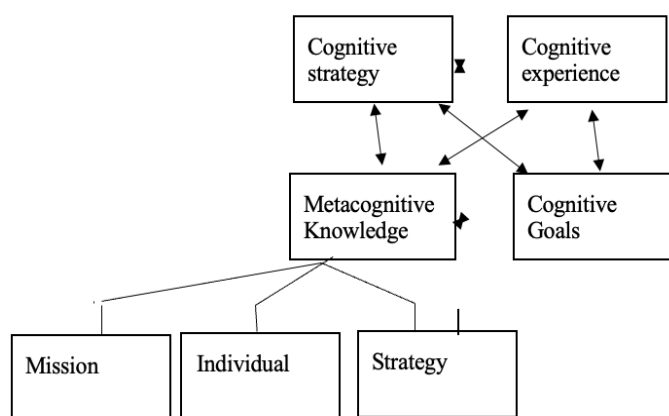 Cognitive
strategy
Cognitive
experience
Metacognitive
Knowledge
Cognitive
Goals
Mission
Individual
Strategy